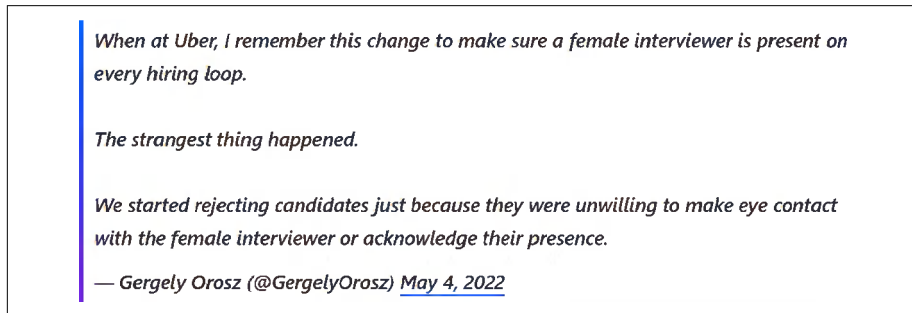 When at Uber, I remember this change to make sure a female interviewer is present on
every hiring loop.
The strangest thing happened.
We started rejecting candidates just because they were unwilling to make eye contact
with the female interviewer or acknowledge their presence.
— Gergely Orosz (@GergelyOrosz) May 4, 2022